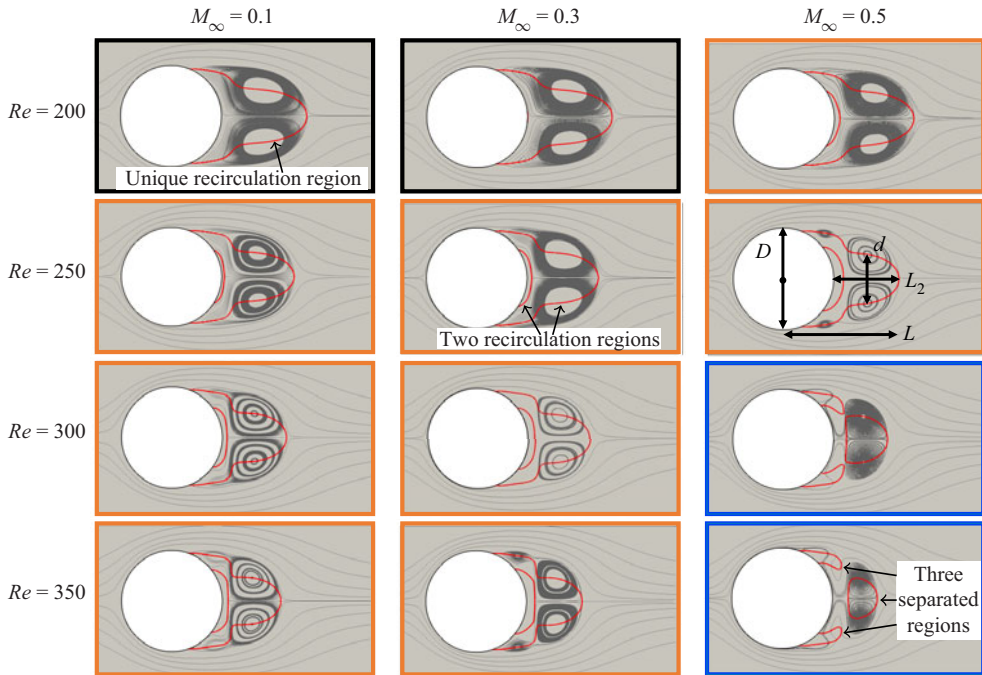 M∞ = 0.1
M∞ = 0.3
M∞ = 0.5
Re = 200
Unique recirculation region
Re = 250
Two recirculation regions
D
d
L2
L
Re = 300
Re = 350
Three
separated
regions